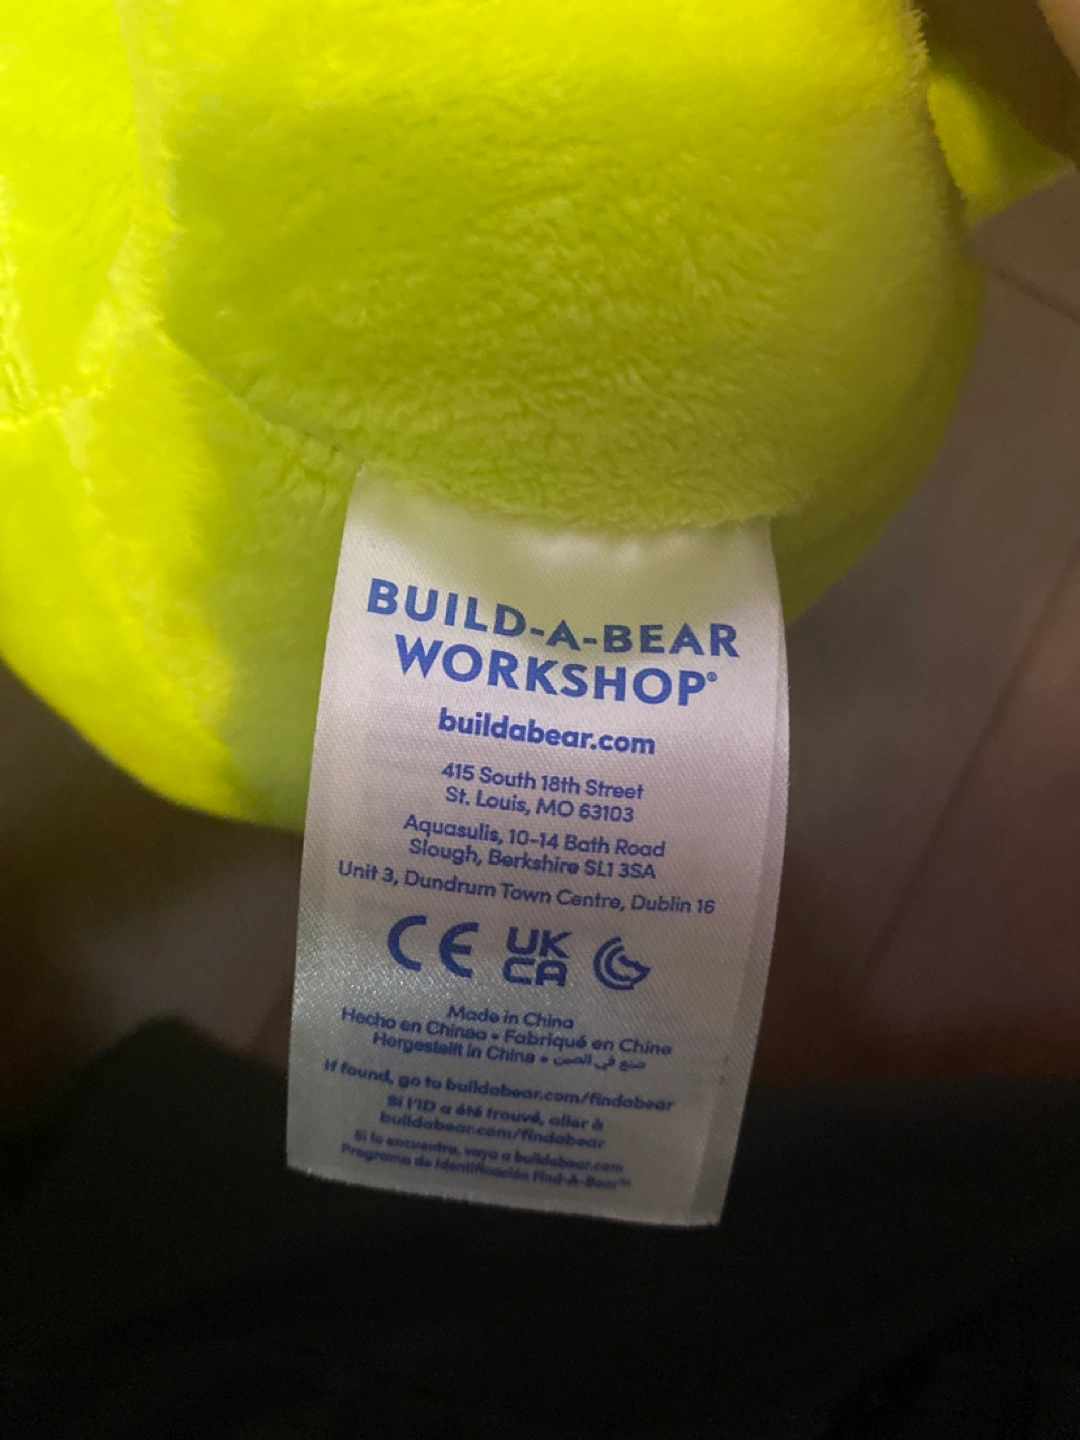 BUILD-A-BEAR
WORKSHOP®
buildabear.com
415 South 18th Street
St. Louis, MO 63103
Aquasulis, 10-14 Bath Road
Slough, Berkshire SL1 3SA
Unit 3, Dundrum Town Centre, Dublin 16
CE UK
CA
Made in China
Hecho en Chinaa • Fabriqué en Chine
Hergestellt in China • صنع في الصين
If found, go to buildabear.com/findabear
Si l'ID a été trouvé, aller à
buildabear.com/findabear
Si lo encuentra, vaya a buildabear.com
Programa de Identificación Find-A-Bear™